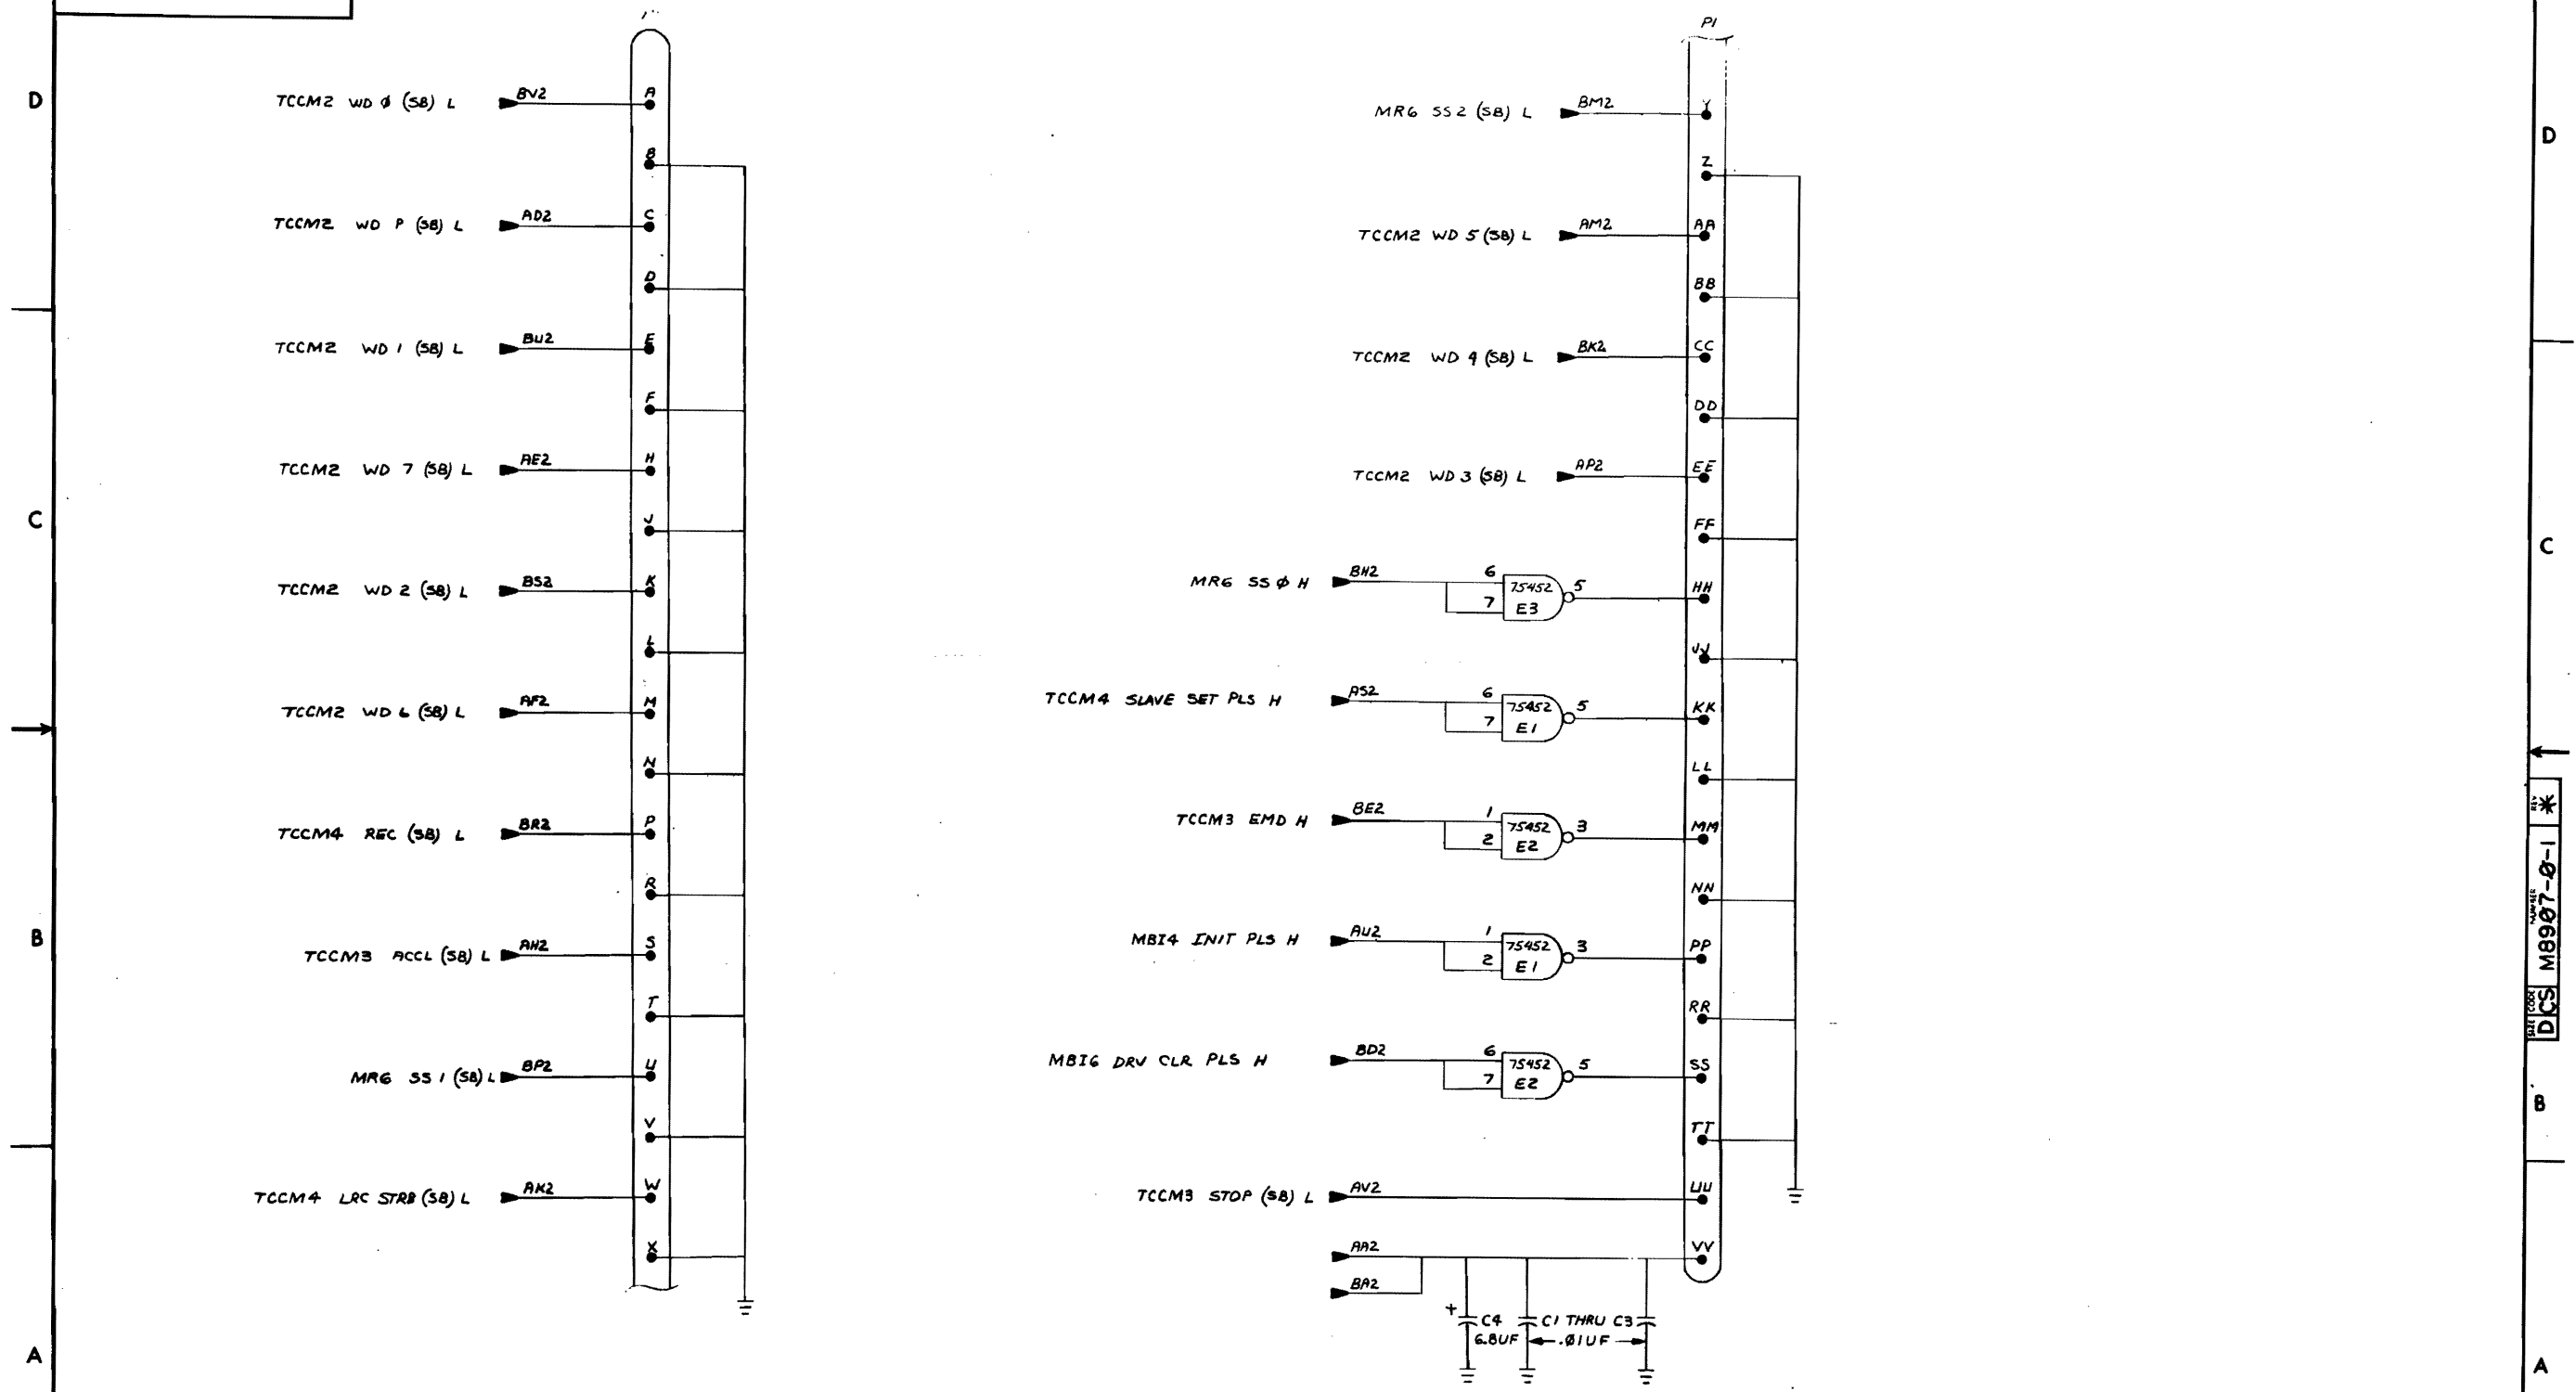 D
TCCM2 WD Ø (SB) L BV2 A
B
TCCM2 WD P (SB) L AD2 C
D
TCCM2 WD 1 (SB) L BU2 E
F
TCCM2 WD 7 (SB) L AE2 H
C
J
TCCM2 WD 2 (SB) L BS2 K
L
TCCM2 WD 6 (SB) L AF2 M
N
TCCM4 REC (SB) L BR2 P
R
B
TCCM3 ACCL (SB) L AH2 S
T
MR6 SS 1 (SB) L BP2 U
V
TCCM4 LRC STRB (SB) L AK2 W
X
A
P1
MR6 SS2 (SB) L BM2 Y
D
Z
TCCM2 WD 5 (SB) L AM2 AA
BB
TCCM2 WD 4 (SB) L BK2 CC
DD
TCCM2 WD 3 (SB) L AP2 EE
FF
C
MR6 SS Ø H BH2 6 7 75452 E3 5 HH
JJ
TCCM4 SLAVE SET PLS H AS2 6 7 75452 E1 5 KK
LL
TCCM3 EMD H BE2 1 2 75452 E2 3 MM
NN
MBI4 INIT PLS H AU2 1 2 75452 E1 3 PP
RR
MBI6 DRV CLR PLS H BD2 6 7 75452 E2 5 SS
B
TT
TCCM3 STOP (SB) L AV2 UU
AA2 VV
BA2
+ C4 C1 THRU C3
6.8UF .Ø1UF
A
SIZE CODE NUMBER REV
D CS M89Ø7-Ø-1 *